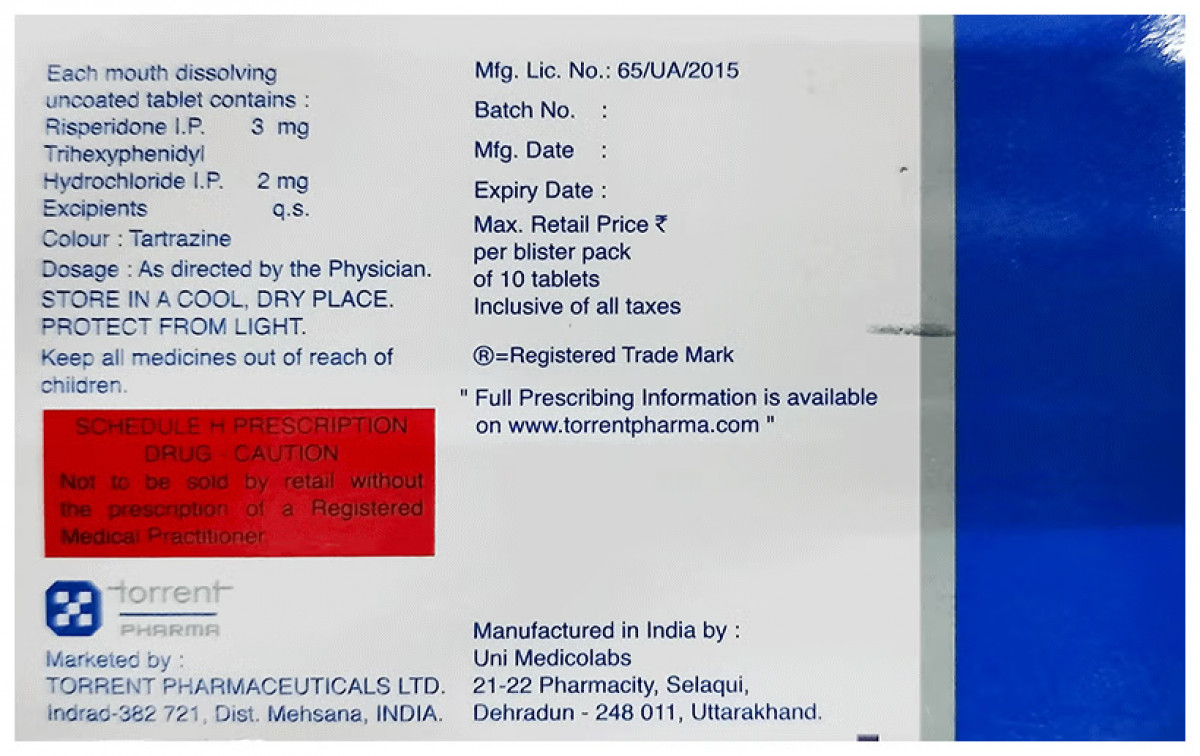 Each mouth dissolving
uncoated tablet contains :
Risperidone I.P. 3 mg
Trihexyphenidyl
Hydrochloride I.P. 2 mg
Excipients q.s.
Colour : Tartrazine
Dosage : As directed by the Physician.
STORE IN A COOL, DRY PLACE.
PROTECT FROM LIGHT.
Keep all medicines out of reach of
children.
SCHEDULE H PRESCRIPTION
DRUG - CAUTION
Not to be sold by retail without
the prescription of a Registered
Medical Practitioner
torrent
PHARMA
Marketed by :
TORRENT PHARMACEUTICALS LTD.
Indrad-382 721, Dist. Mehsana, INDIA.
Mfg. Lic. No.: 65/UA/2015
Batch No. :
Mfg. Date :
Expiry Date :
Max. Retail Price ₹
per blister pack
of 10 tablets
Inclusive of all taxes
®=Registered Trade Mark
" Full Prescribing Information is available
on www.torrentpharma.com "
Manufactured in India by :
Uni Medicolabs
21-22 Pharmacity, Selaqui,
Dehradun - 248 011, Uttarakhand.